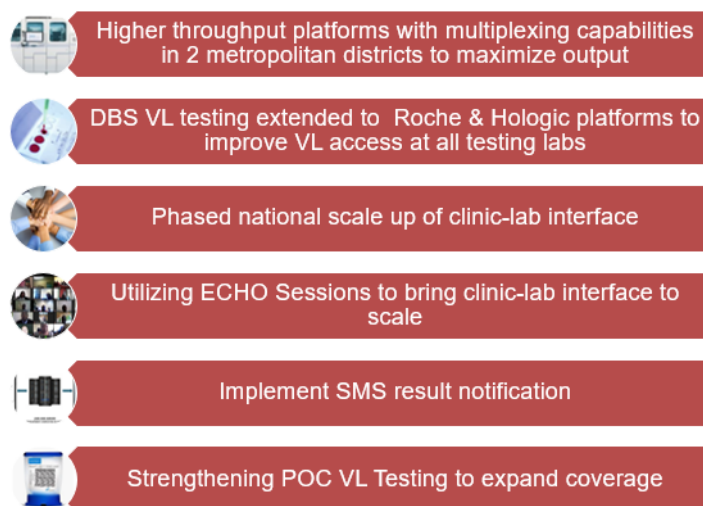 Higher throughput platforms with multiplexing capabilities
in 2 metropolitan districts to maximize output
DBS VL testing extended to Roche & Hologic platforms to
improve VL access at all testing labs
Phased national scale up of clinic-lab interface
Utilizing ECHO Sessions to bring clinic-lab interface to
scale
Implement SMS result notification
Strengthening POC VL Testing to expand coverage